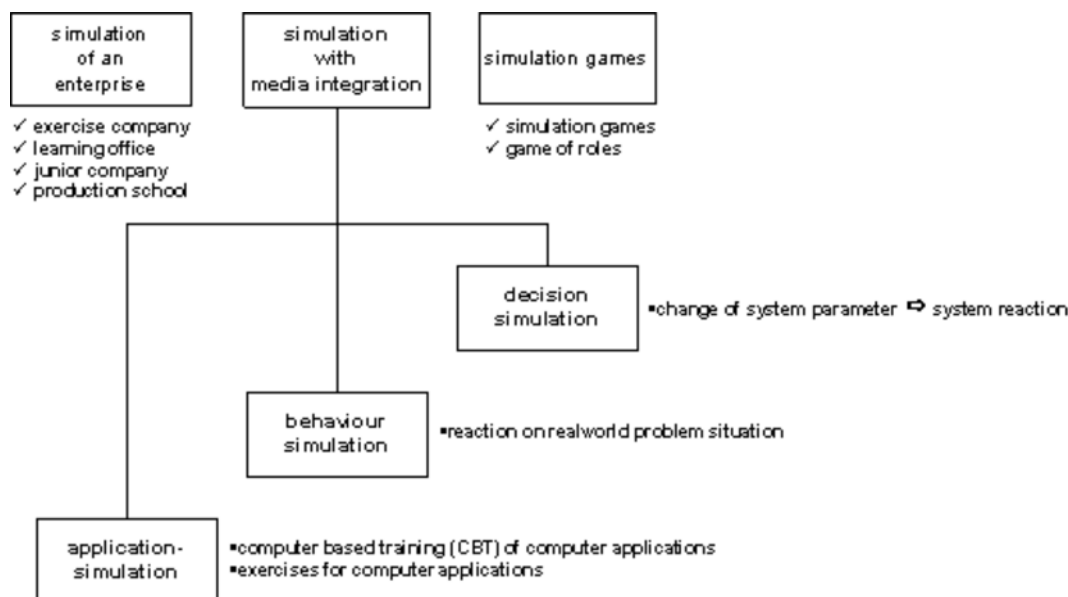 simulation
of an
enterprise
simulation
with
media integration
simulation games
✓ exercise company
✓ learning office
✓ junior company
✓ production school
✓ simulation games
✓ game of roles
decision
simulation
▪change of system parameter ⇨ system reaction
behaviour
simulation
▪reaction on realworld problem situation
application-
simulation
▪computer based training (CBT) of computer applications
▪exercises for computer applications